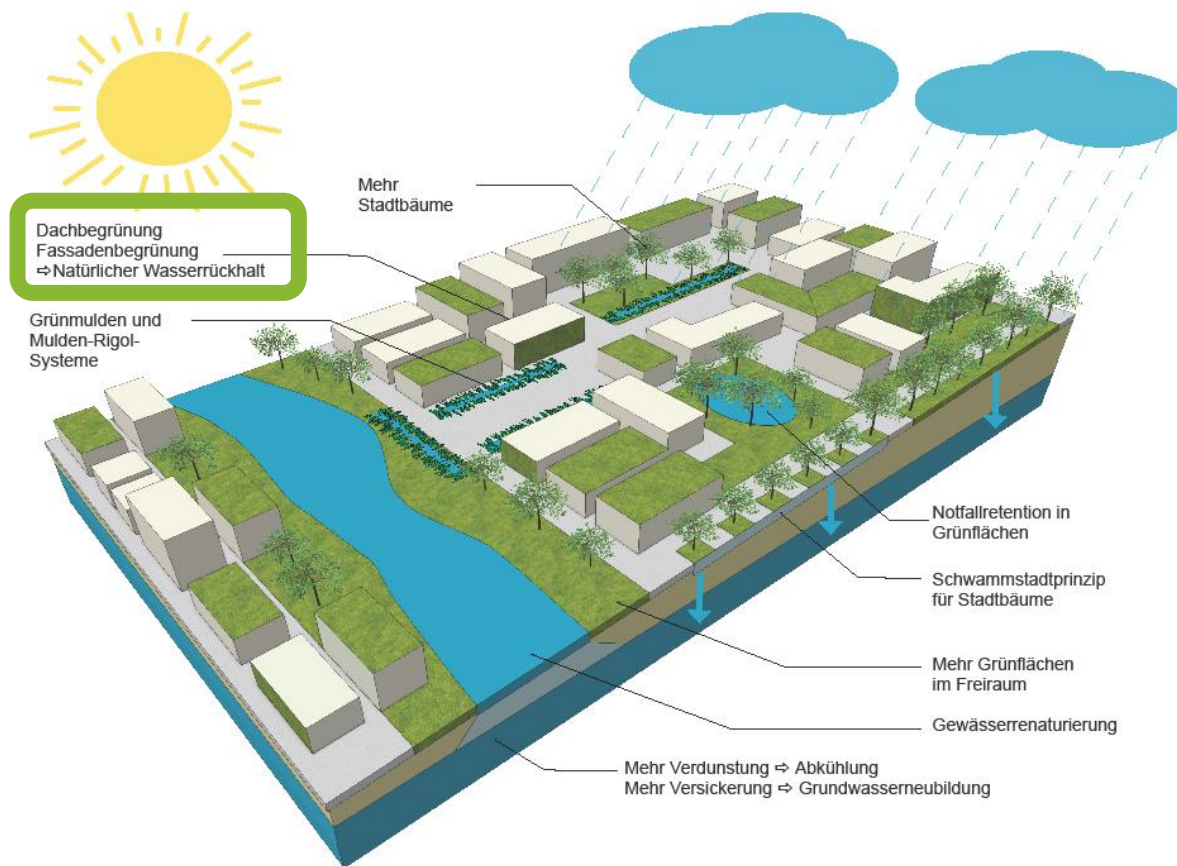 Mehr
Stadtbäume
Dachbegrünung
Fassadenbegrünung
⇨Natürlicher Wasserrückhalt
Grünmulden und
Mulden-Rigol-
Systeme
Notfallretention in
Grünflächen
Schwammstadtprinzip
für Stadtbäume
Mehr Grünflächen
im Freiraum
Gewässerrenaturierung
Mehr Verdunstung ⇨ Abkühlung
Mehr Versickerung ⇨ Grundwasserneubildung